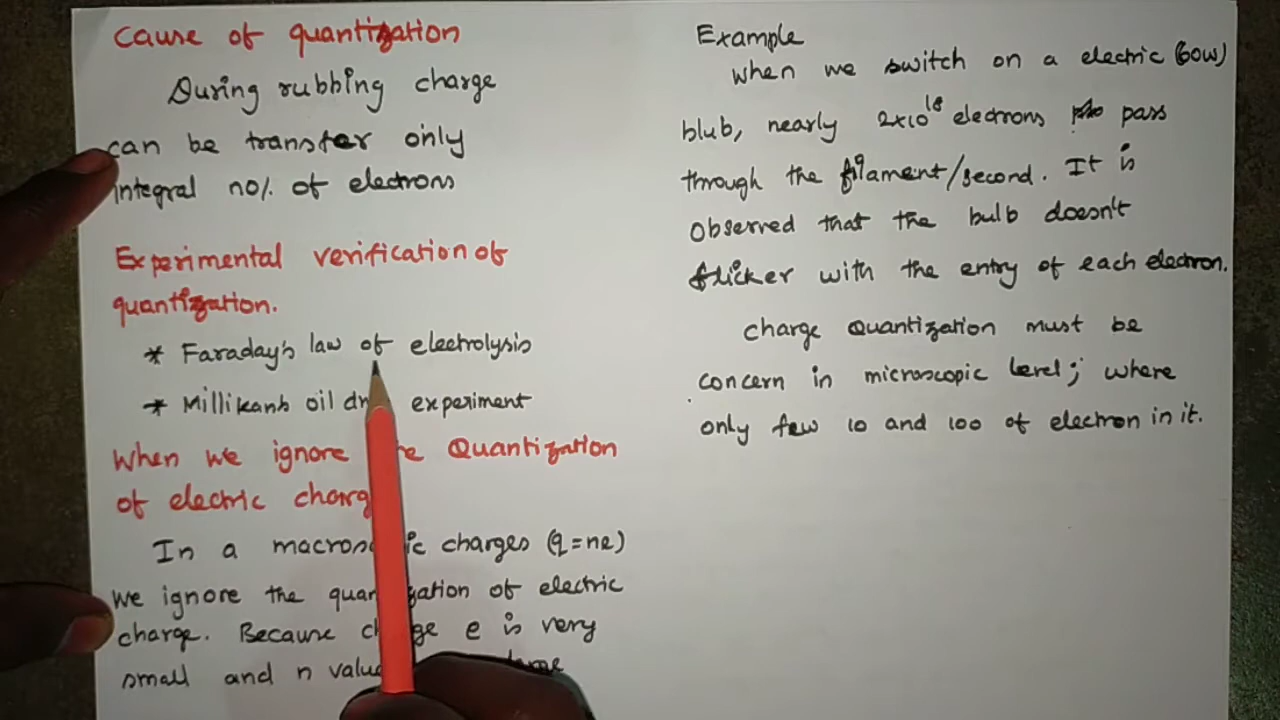 Cause of quantization
During rubbing charge
can be transfer only
integral no/. of electrons
Experimental verification of
quantization.
* Faraday's law of electrolysis
* Millikan's oil experiment
When we ignore Quantization
of electric
In a charges (q=ne)
we ignore the of electric
charge. Because e is very
small and n value
Example
When we switch on a electric (60W)
blub, nearly 2x10^18 electrons pass
through the filament/second. It is
observed that the bulb doesn't
flicker with the entry of each electron.
charge Quantization must be
concern in microscopic level; where
only few 10 and 100 of electron in it.